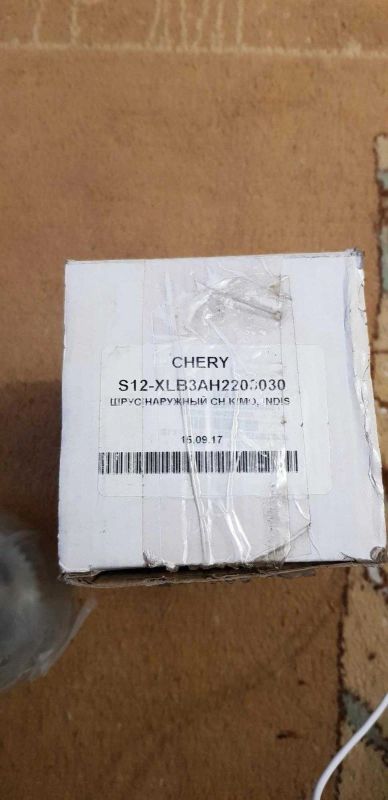 CHERY
S12-XLB3AH2203030
ШРУС НАРУЖНЫЙ CH KIMO, INDIS
15.09.17